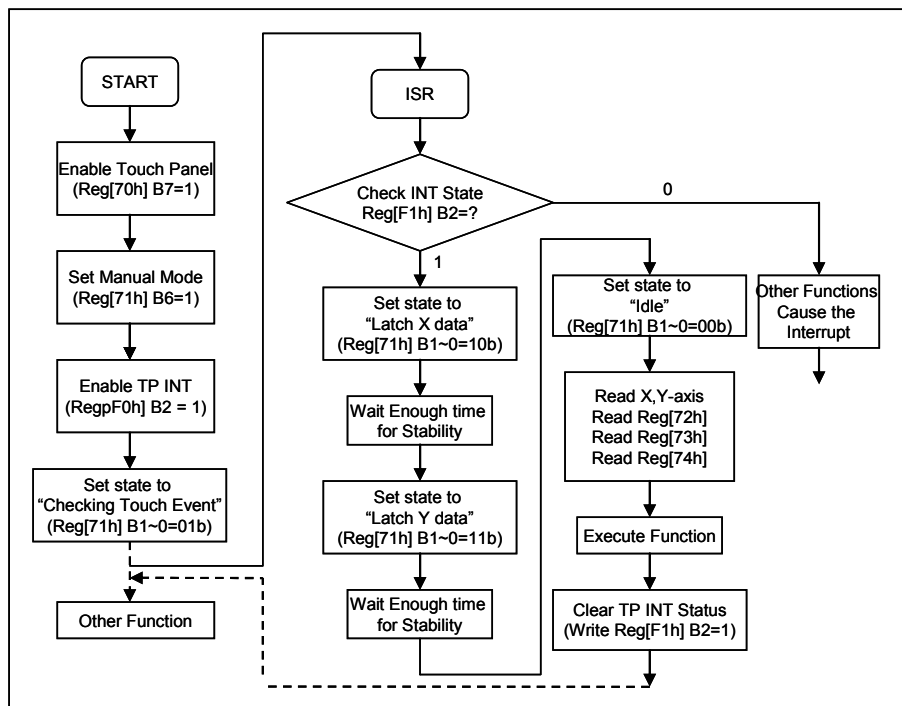 START
Enable Touch Panel
(Reg[70h] B7=1)
Set Manual Mode
(Reg[71h] B6=1)
Enable TP INT
(RegpF0h] B2 = 1)
Set state to
“Checking Touch Event”
(Reg[71h] B1~0=01b)
Other Function
ISR
Check INT State
Reg[F1h] B2=?
0
1
Set state to
“Latch X data”
(Reg[71h] B1~0=10b)
Wait Enough time
for Stability
Set state to
“Latch Y data”
(Reg[71h] B1~0=11b)
Wait Enough time
for Stability
Set state to
“Idle”
(Reg[71h] B1~0=00b)
Read X,Y-axis
Read Reg[72h]
Read Reg[73h]
Read Reg[74h]
Execute Function
Clear TP INT Status
(Write Reg[F1h] B2=1)
Other Functions
Cause the
Interrupt